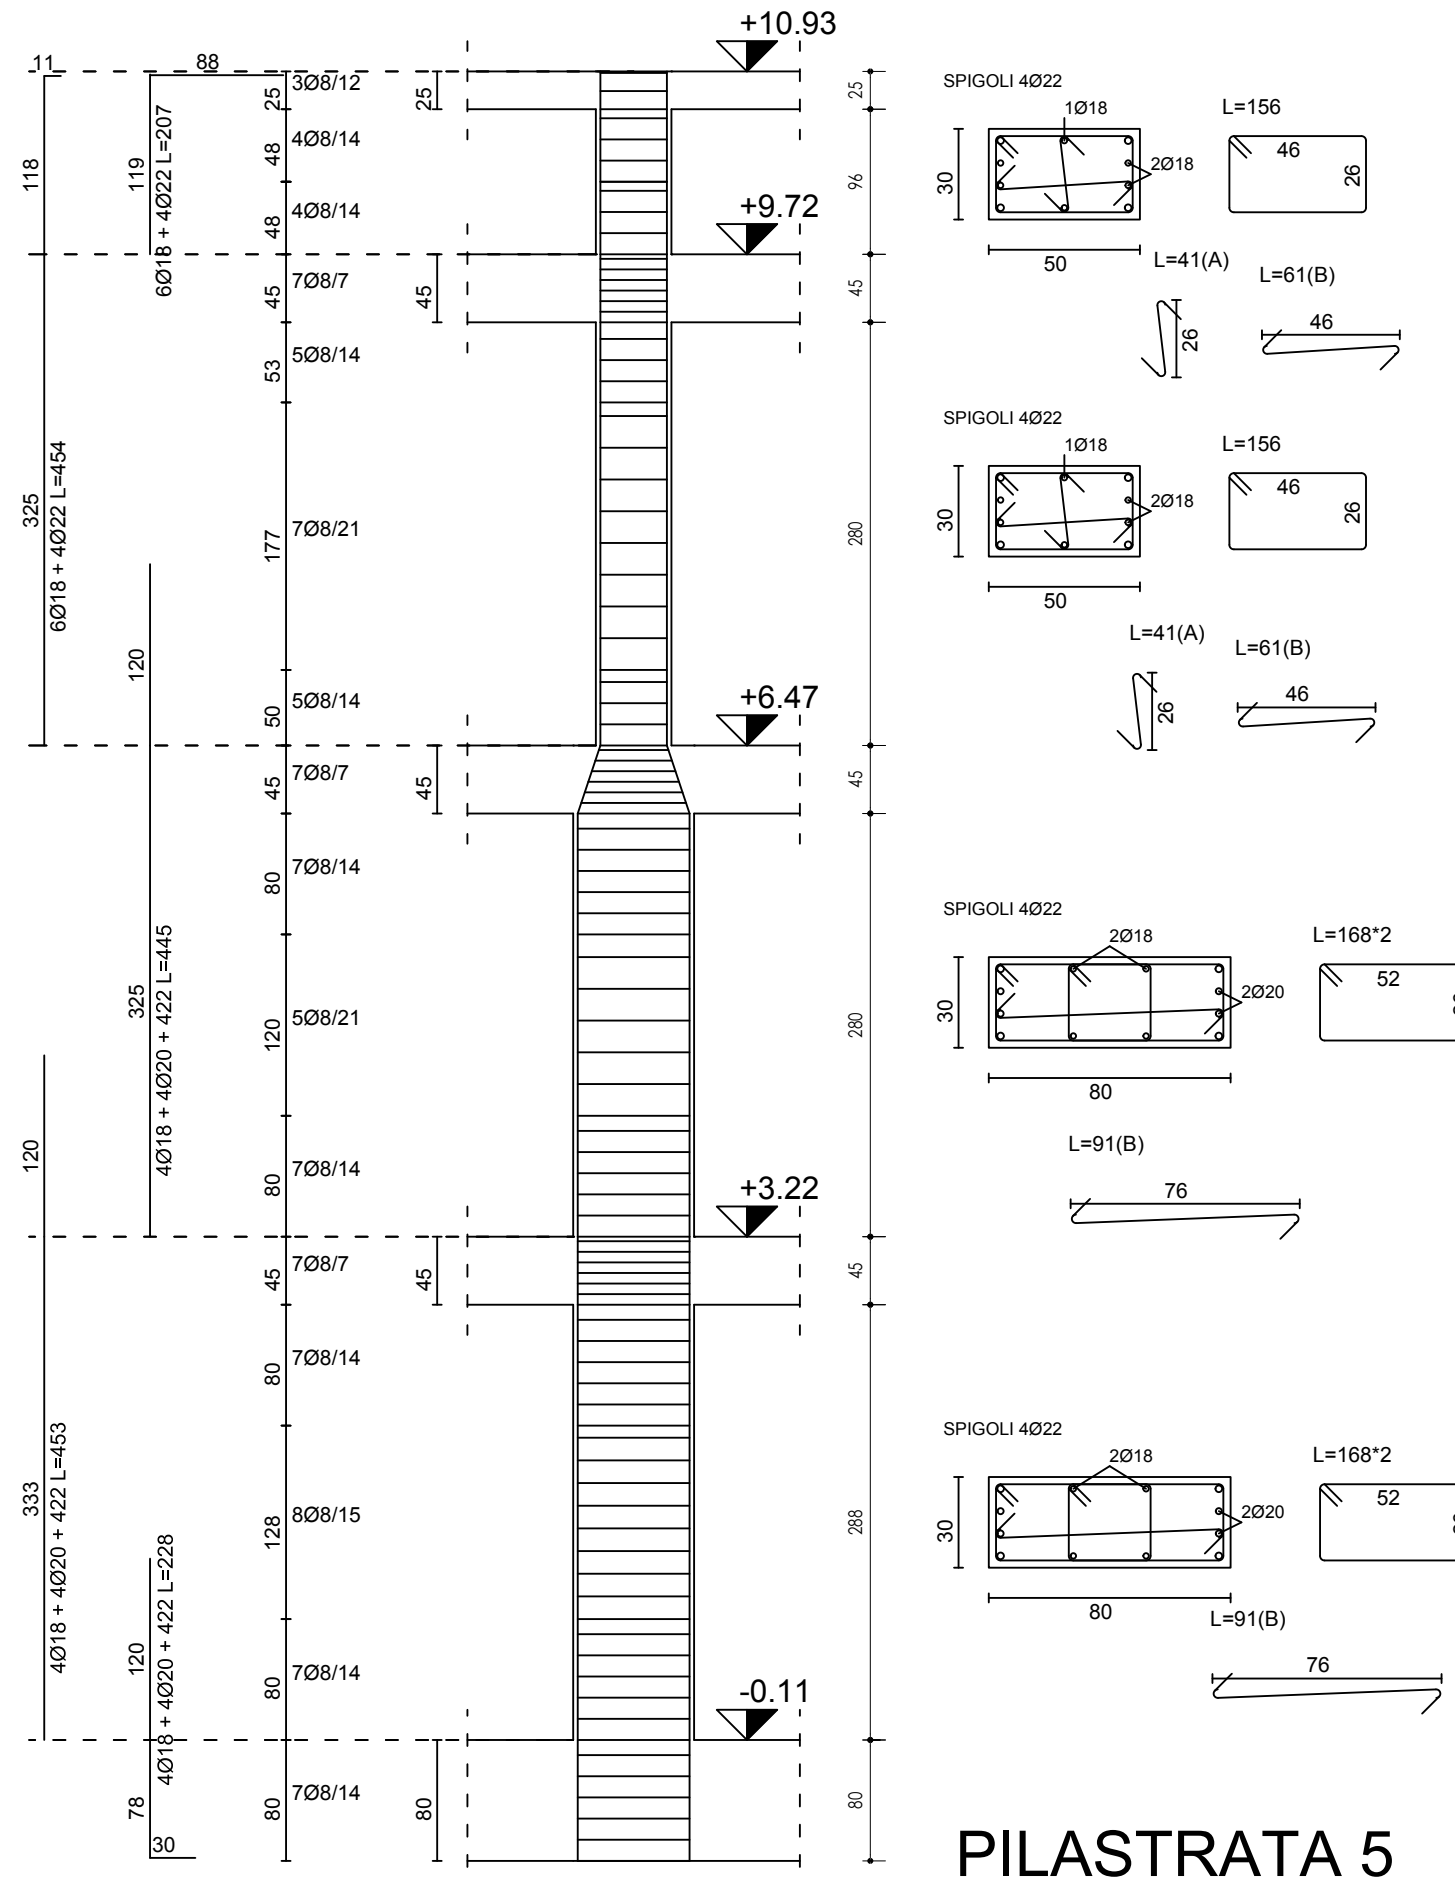 +10.93
11
88
25
3Ø8/12
25
25
118
119
6Ø18 + 4Ø22 L=207
48
4Ø8/14
96
48
4Ø8/14
+9.72
45
7Ø8/7
45
45
53
5Ø8/14
325
6Ø18 + 4Ø22 L=454
177
7Ø8/21
280
120
50
5Ø8/14
+6.47
45
7Ø8/7
45
45
80
7Ø8/14
325
4Ø18 + 4Ø20 + 422 L=445
120
5Ø8/21
280
120
80
7Ø8/14
+3.22
45
7Ø8/7
45
45
80
7Ø8/14
333
4Ø18 + 4Ø20 + 422 L=453
128
8Ø8/15
288
120
4Ø18 + 4Ø20 + 422 L=228
80
7Ø8/14
-0.11
78
30
80
7Ø8/14
80
80
SPIGOLI 4Ø22
1Ø18
L=156
30
2Ø18
46
26
50
L=41(A)
L=61(B)
26
46
SPIGOLI 4Ø22
1Ø18
L=156
30
2Ø18
46
26
50
L=41(A)
L=61(B)
26
46
SPIGOLI 4Ø22
2Ø18
L=168*2
30
2Ø20
52
80
L=91(B)
76
SPIGOLI 4Ø22
2Ø18
L=168*2
30
2Ø20
52
80
L=91(B)
76
PILASTRATA 5